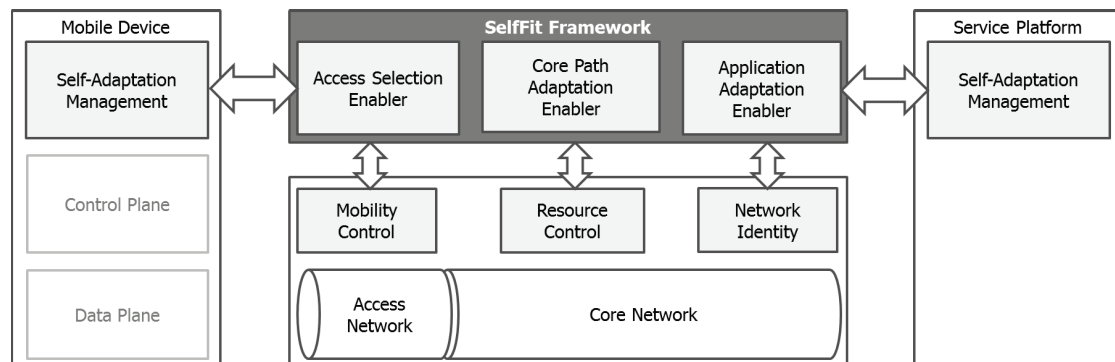 Mobile Device
Self-Adaptation
Management
Control Plane
Data Plane
SelfFit Framework
Access Selection
Enabler
Core Path
Adaptation
Enabler
Application
Adaptation
Enabler
Mobility
Control
Resource
Control
Network
Identity
Access
Network
Core Network
Service Platform
Self-Adaptation
Management